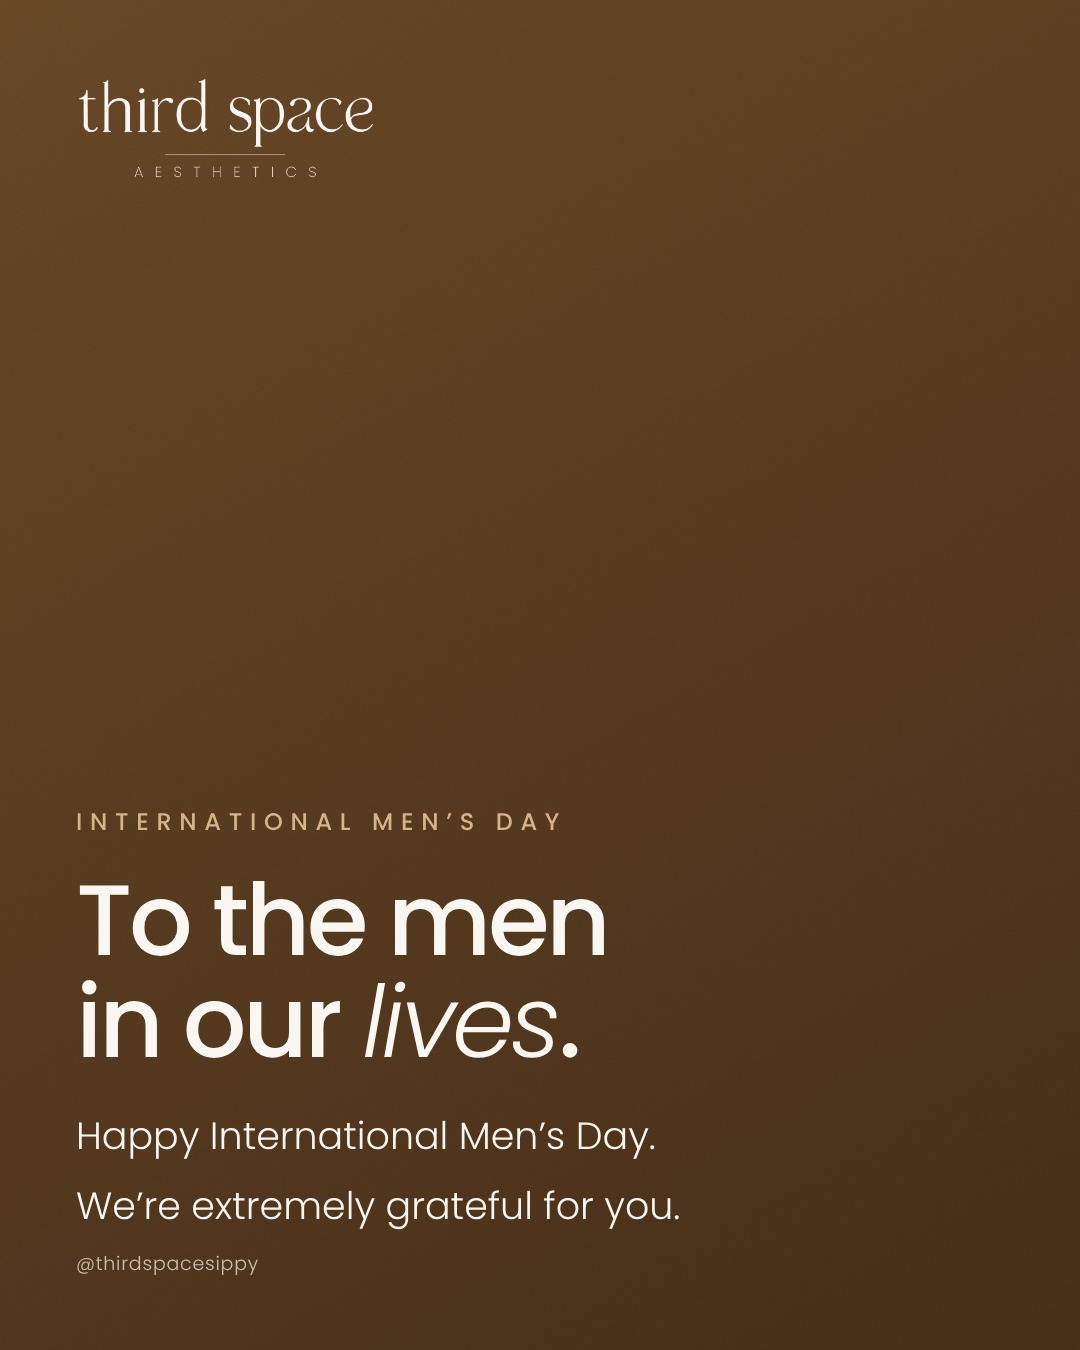 third space
AESTHETICS
INTERNATIONAL MEN’S DAY
To the men
in our lives.
Happy International Men’s Day.
We’re extremely grateful for you.
@thirdspacesippy